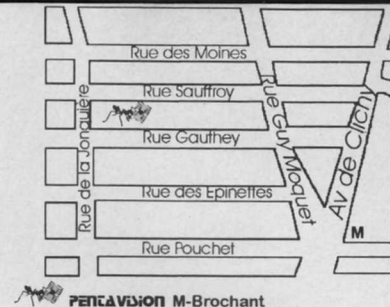 Rue des Moines
Rue Sauffroy
Rue de la Jonquière
Rue Gauthey
Rue Guy Moquet
Av de Clichy
Rue des Epinettes
M
Rue Pouchet
PENTAVISION M-Brochant